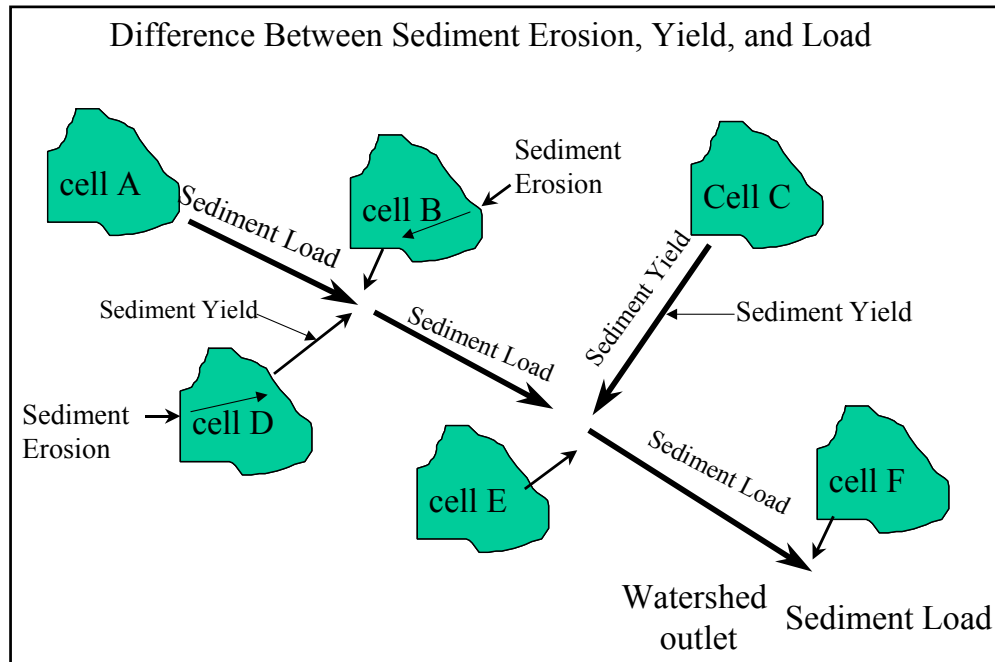 Difference Between Sediment Erosion, Yield, and Load
cell A
Sediment Load
cell B
Sediment
Erosion
Cell C
Sediment Yield
Sediment Yield
Sediment Load
Sediment Yield
Sediment
Erosion
cell D
cell E
Sediment Load
cell F
Watershed
outlet
Sediment Load